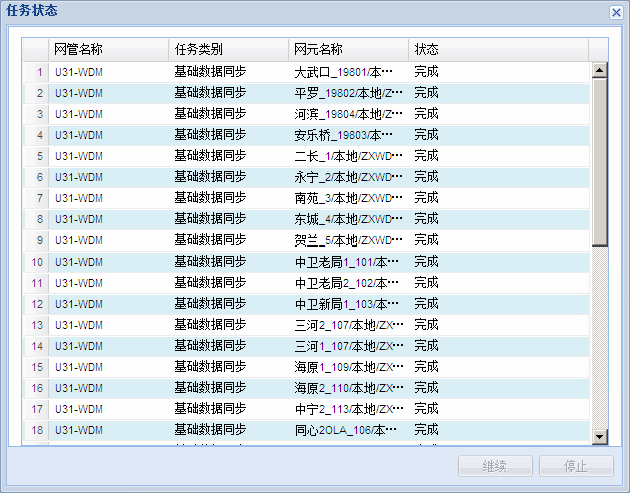 任务状态
网管名称 任务类别 网元名称 状态
1 U31-WDM 基础数据同步 大武口_19801/本… 完成
2 U31-WDM 基础数据同步 平罗_19802/本地/Z… 完成
3 U31-WDM 基础数据同步 河滨_19804/本地/Z… 完成
4 U31-WDM 基础数据同步 安乐桥_19803/本… 完成
5 U31-WDM 基础数据同步 二长_1/本地/ZXWD… 完成
6 U31-WDM 基础数据同步 永宁_2/本地/ZXWD… 完成
7 U31-WDM 基础数据同步 南苑_3/本地/ZXWD… 完成
8 U31-WDM 基础数据同步 东城_4/本地/ZXWD… 完成
9 U31-WDM 基础数据同步 贺兰_5/本地/ZXWD… 完成
10 U31-WDM 基础数据同步 中卫老局1_101/本… 完成
11 U31-WDM 基础数据同步 中卫老局2_102/本… 完成
12 U31-WDM 基础数据同步 中卫新局1_103/本… 完成
13 U31-WDM 基础数据同步 三河2_107/本地/ZX… 完成
14 U31-WDM 基础数据同步 三河1_107/本地/ZX… 完成
15 U31-WDM 基础数据同步 海原1_109/本地/ZX… 完成
16 U31-WDM 基础数据同步 海原2_110/本地/ZX… 完成
17 U31-WDM 基础数据同步 中宁2_113/本地/ZX… 完成
18 U31-WDM 基础数据同步 同心2OLA_106/本… 完成
继续 停止